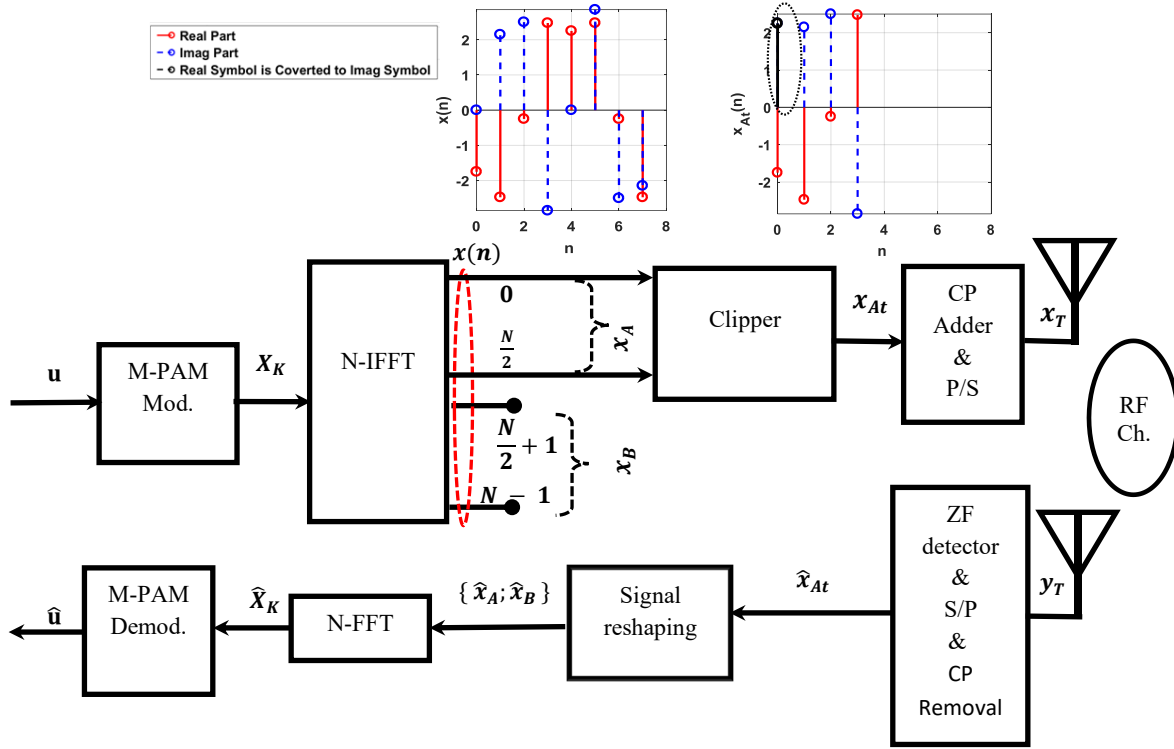 Real Part
Imag Part
Real Symbol is Coverted to Imag Symbol
x(n)
2
1
0
-1
-2
0 2 4 6 8
n
x_At(n)
2
1
0
-1
-2
0 2 4 6 8
n
u
M-PAM
Mod.
X_K
N-IFFT
x(n)
0
N/2
x_A
N/2 + 1
N − 1
x_B
Clipper
x_At
CP
Adder
&
P/S
x_T
RF
Ch.
y_T
ZF
detector
&
S/P
&
CP
Removal
x̂_At
Signal
reshaping
{ x̂_A; x̂_B }
N-FFT
X̂_K
M-PAM
Demod.
û